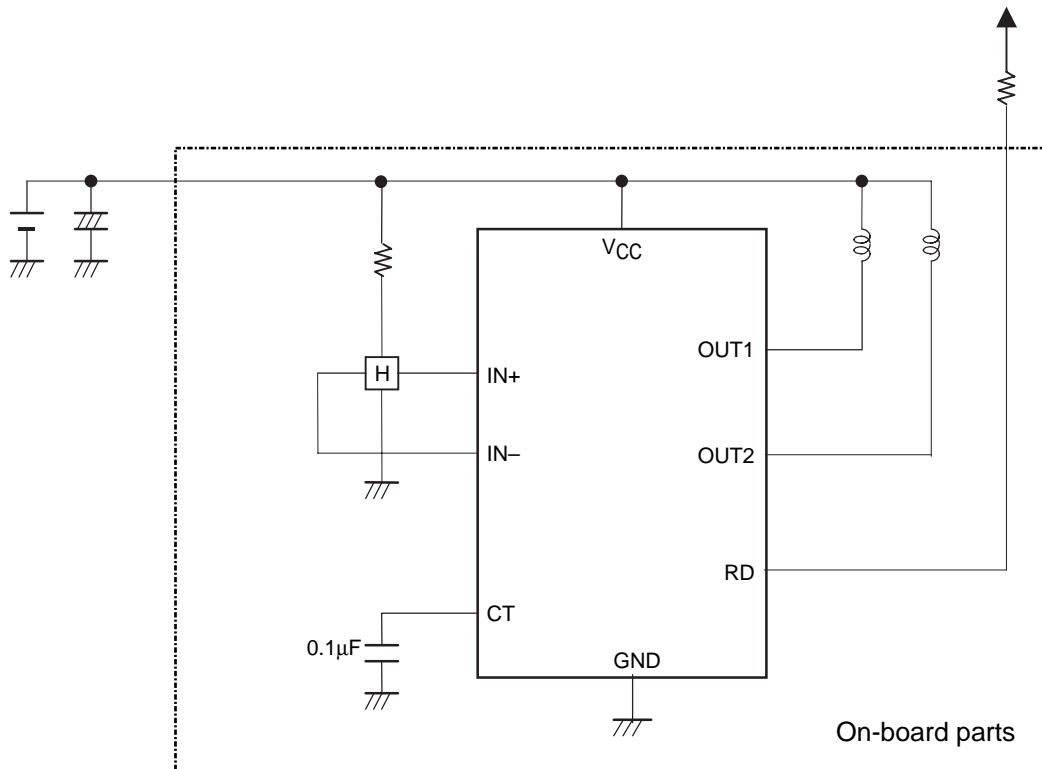 VCC
OUT1
H
IN+
IN–
OUT2
RD
CT
0.1μF
GND
On-board parts